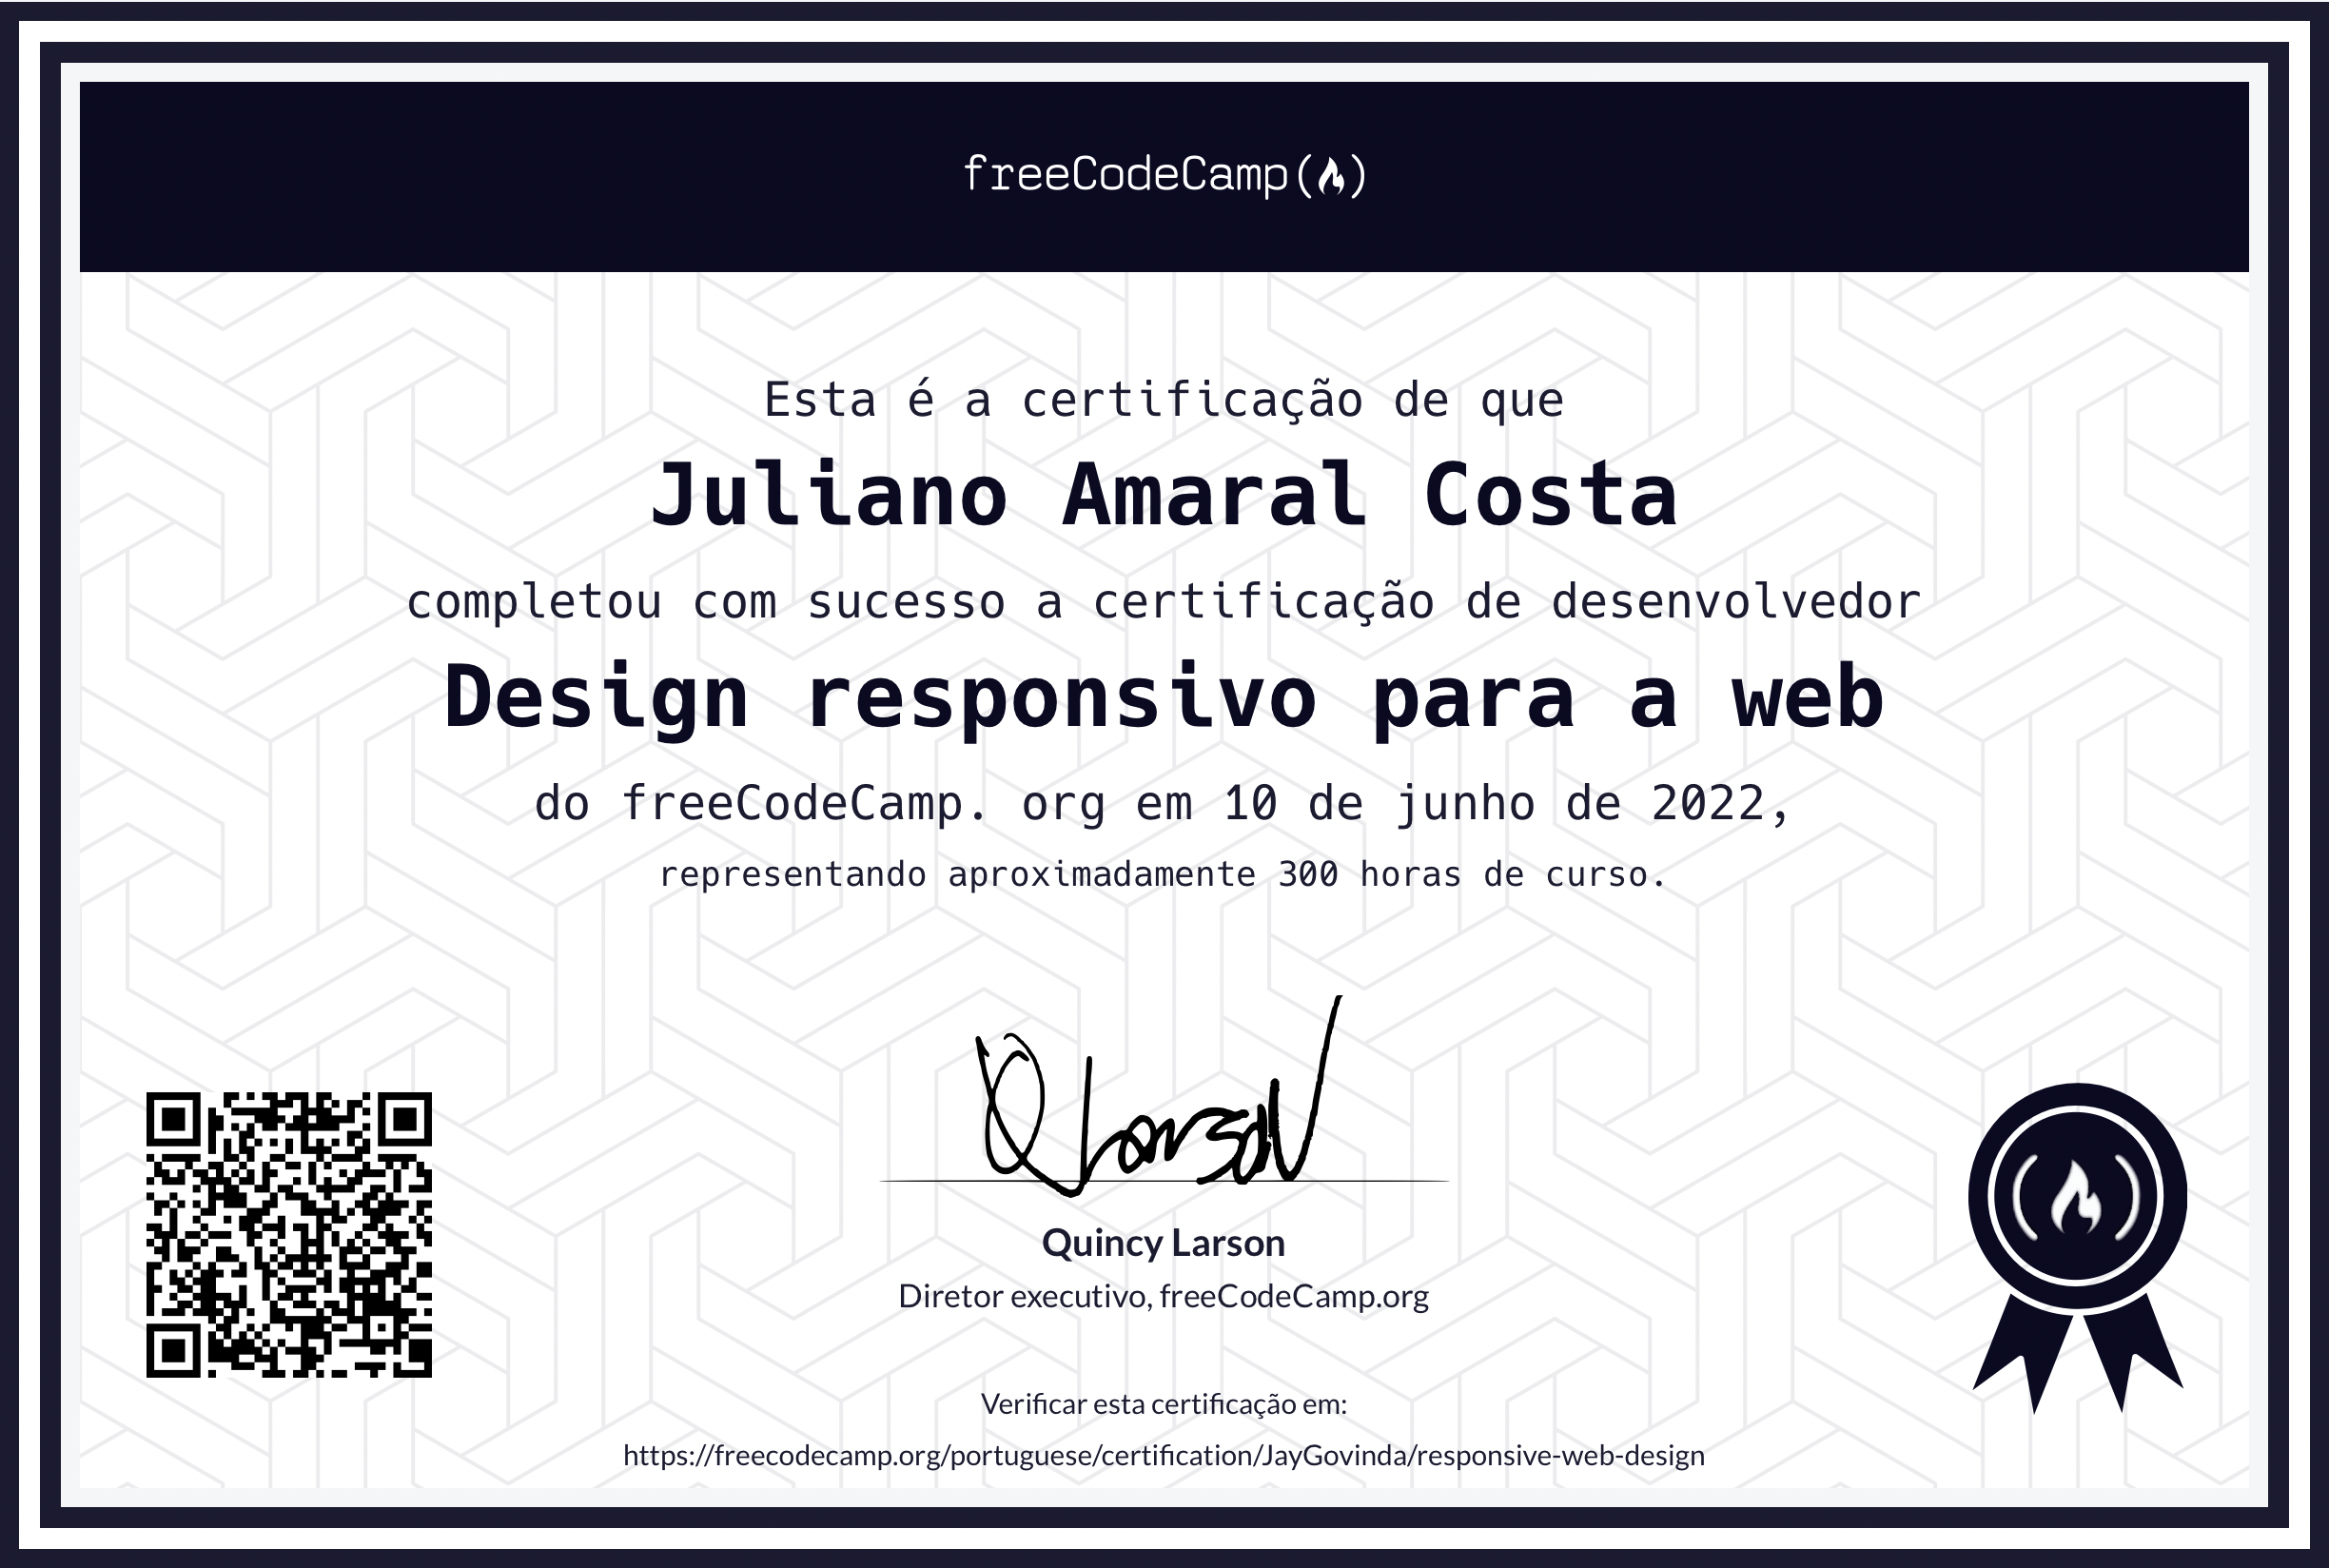 freeCodeCamp
Esta é a certificação de que
Juliano Amaral Costa
completou com sucesso a certificação de desenvolvedor
Design responsivo para a web
do freeCodeCamp. org em 10 de junho de 2022,
representando aproximadamente 300 horas de curso.
Quincy Larson
Diretor executivo, freeCodeCamp.org
Verificar esta certificação em:
https://freecodecamp.org/portuguese/certification/JayGovinda/responsive-web-design